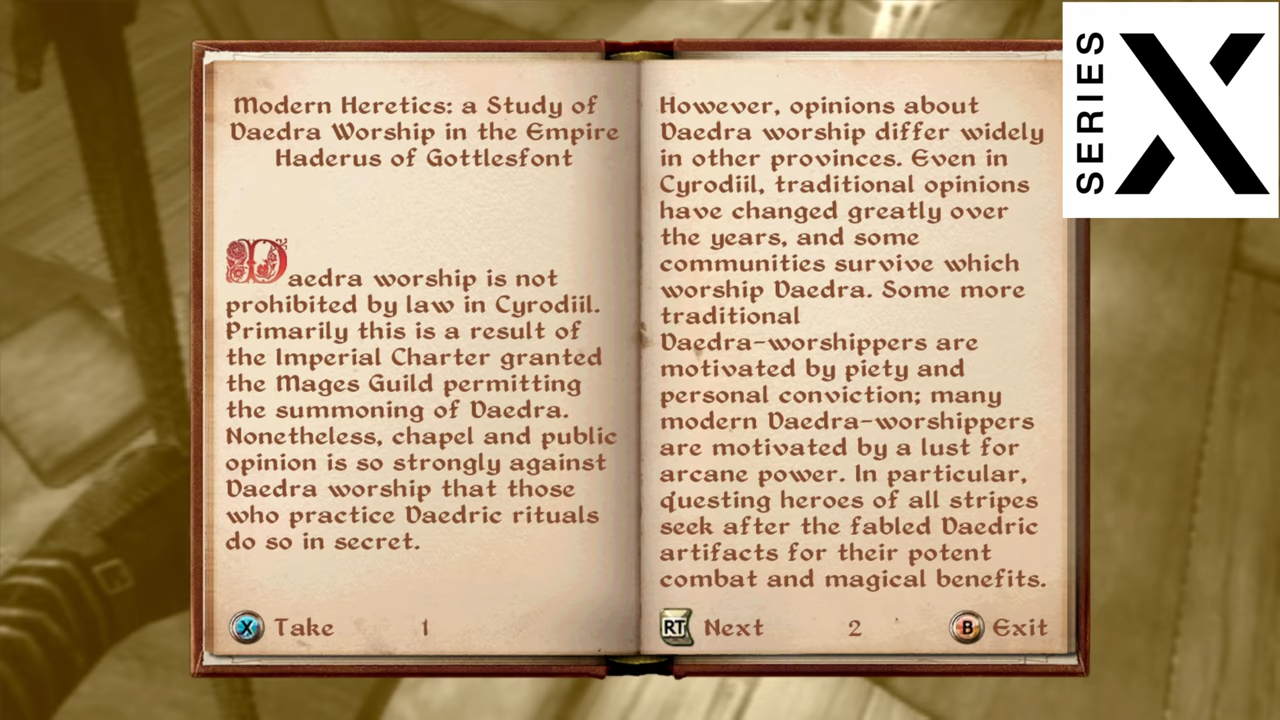 Modern Heretics: a Study of
Daedra Worship in the Empire
Haderus of Gottlesfont
Daedra worship is not
prohibited by law in Cyrodiil.
Primarily this is a result of
the Imperial Charter granted
the Mages Guild permitting
the summoning of Daedra.
Nonetheless, chapel and public
opinion is so strongly against
Daedra worship that those
who practice Daedric rituals
do so in secret.
X Take
1
However, opinions about
Daedra worship differ widely
in other provinces. Even in
Cyrodiil, traditional opinions
have changed greatly over
the years, and some
communities survive which
worship Daedra. Some more
traditional
Daedra-worshippers are
motivated by piety and
personal conviction; many
modern Daedra-worshippers
are motivated by a lust for
arcane power. In particular,
questing heroes of all stripes
seek after the fabled Daedric
artifacts for their potent
combat and magical benefits.
RT Next
2
B Exit
SERIES X